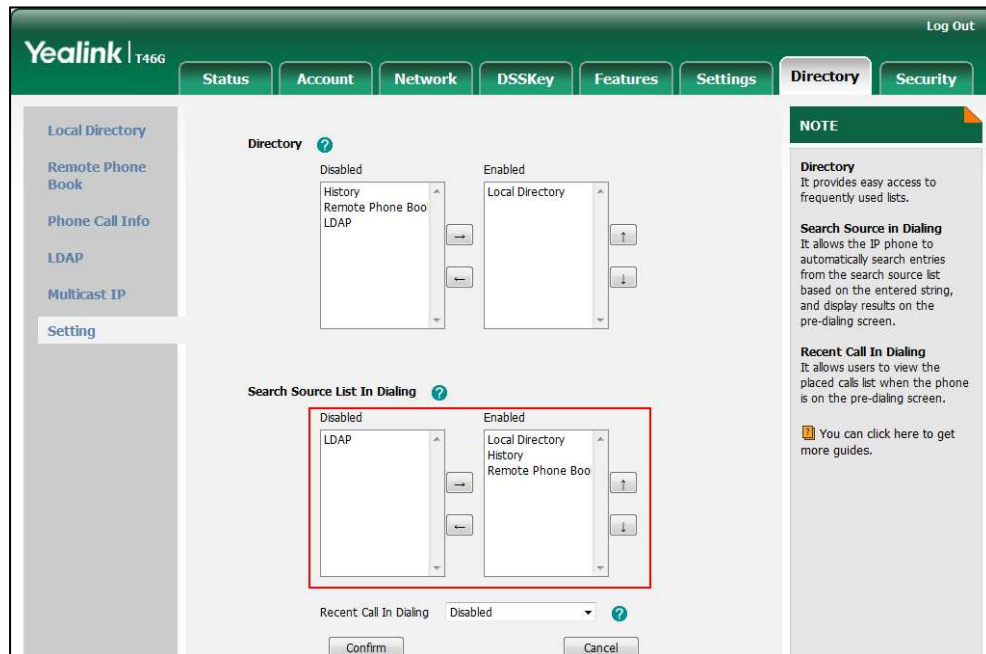 Log Out
Yealink | T46G
Status Account Network DSSKey Features Settings Directory Security
Local Directory
Remote Phone
Book
Phone Call Info
LDAP
Multicast IP
Setting
Directory ?
Disabled Enabled
History
Remote Phone Boo
LDAP
Local Directory
→
←
↑
↓
Search Source List In Dialing ?
Disabled Enabled
LDAP
Local Directory
History
Remote Phone Boo
→
←
↑
↓
Recent Call In Dialing Disabled ?
Confirm Cancel
NOTE
Directory
It provides easy access to
frequently used lists.
Search Source in Dialing
It allows the IP phone to
automatically search entries
from the search source list
based on the entered string,
and display results on the
pre-dialing screen.
Recent Call In Dialing
It allows users to view the
placed calls list when the phone
is on the pre-dialing screen.
? You can click here to get
more guides.